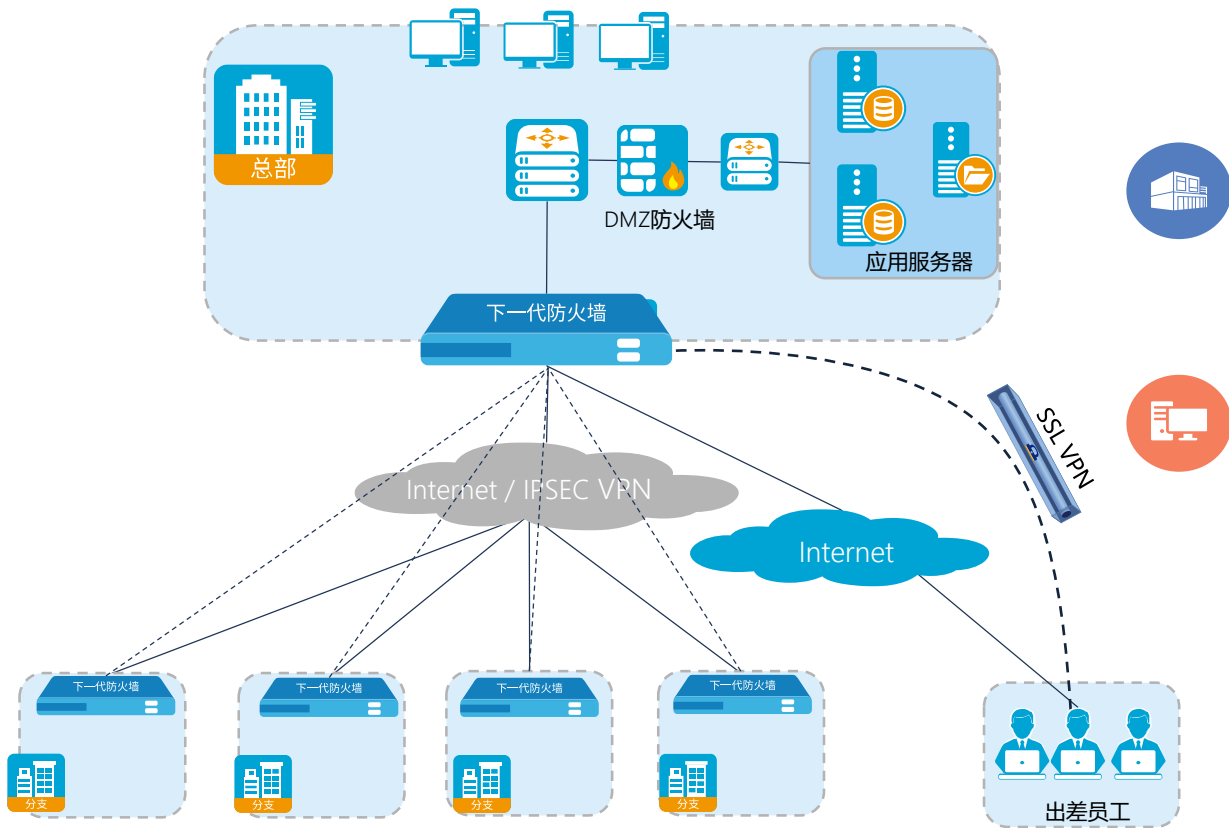 总部
DMZ防火墙
应用服务器
下一代防火墙
SSL VPN
Internet / IPSEC VPN
Internet
下一代防火墙
下一代防火墙
下一代防火墙
下一代防火墙
分支
分支
分支
分支
出差员工